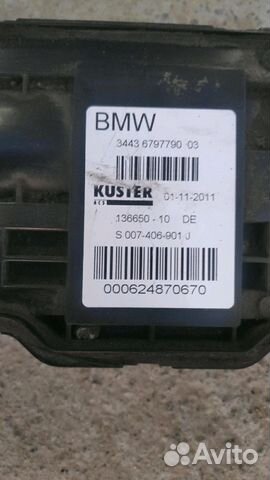 BMW
3443 6797790 03
KUSTER 01-11-2011
136650 - 10 DE
S 007-406-901 J
000624870670
Avito